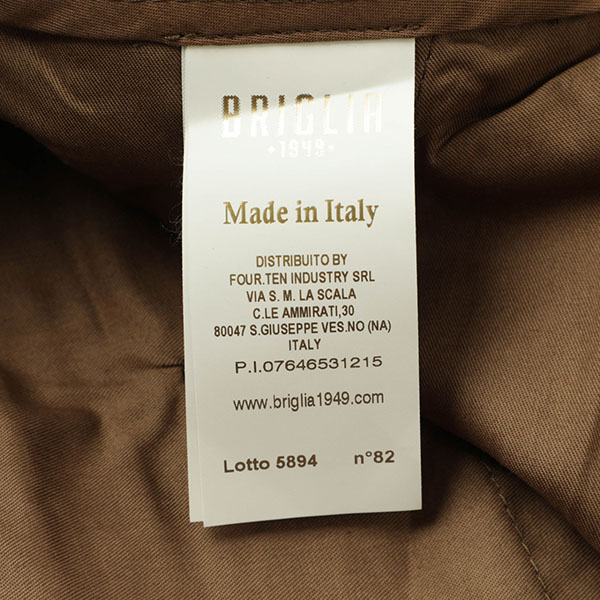 BRIGLIA
1949
Made in Italy
DISTRIBUITO BY
FOUR.TEN INDUSTRY SRL
VIA S. M. LA SCALA
C.LE AMMIRATI,30
80047 S.GIUSEPPE VES.NO (NA)
ITALY
P.I.07646531215
www.briglia1949.com
Lotto 5894 n°82